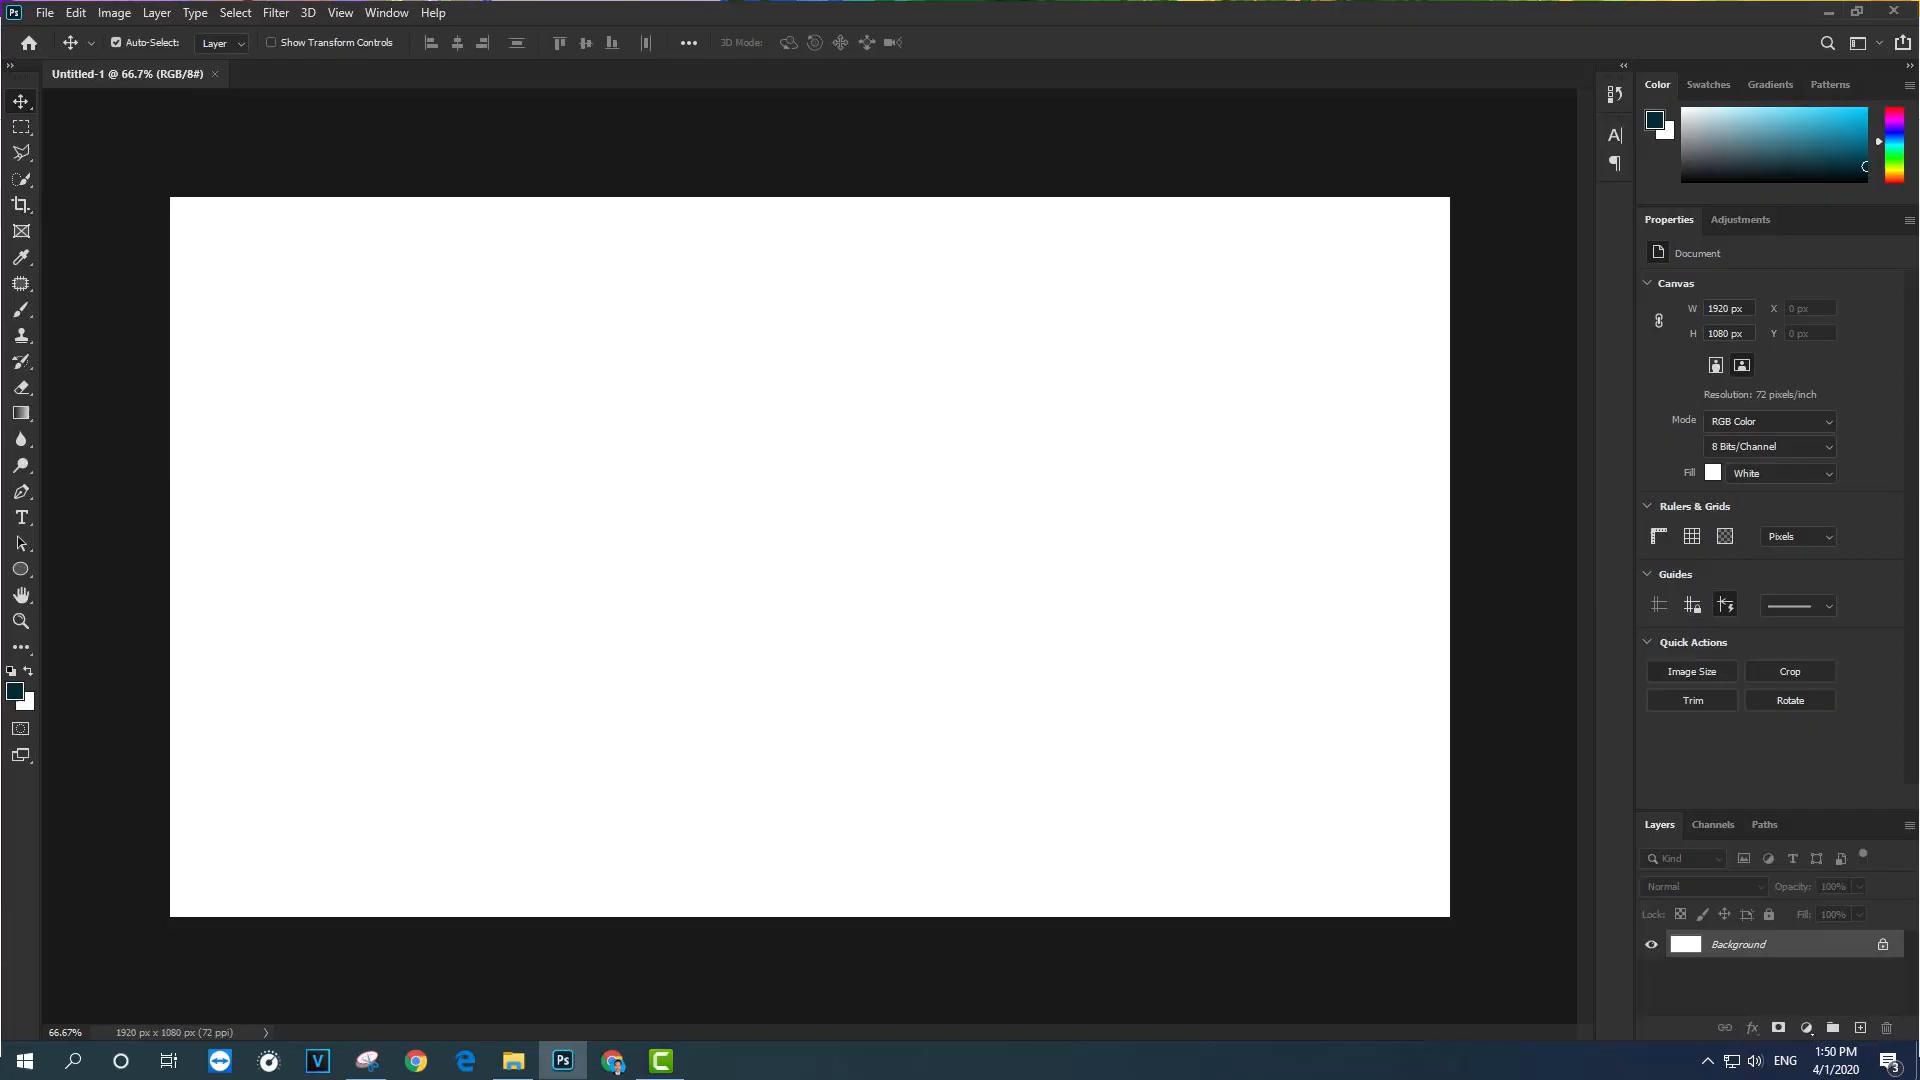 Ps File Edit Image Layer Type Select Filter 3D View Window Help
Auto-Select: Layer Show Transform Controls 3D Mode:
Untitled-1 @ 66.7% (RGB/8#) ×
Color Swatches Gradients Patterns
A|
Properties Adjustments
Document
Canvas
W 1920 px X 0 px
H 1080 px Y 0 px
Resolution: 72 pixels/inch
Mode RGB Color
8 Bits/Channel
Fill White
Rulers & Grids
Pixels
Guides
Quick Actions
Image Size Crop
Trim Rotate
Layers Channels Paths
Kind
Normal Opacity: 100%
Lock: Fill: 100%
Background
fx
66.67% 1920 px x 1080 px (72 ppi)
V Ps C ENG 1:50 PM
4/1/2020 3